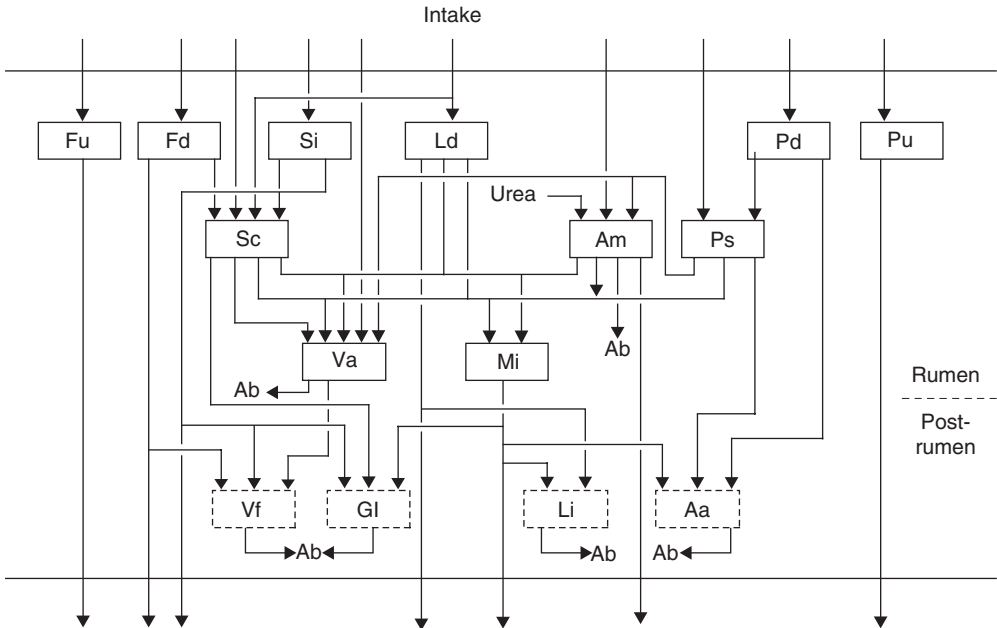 Intake
Fu
Fd
Si
Ld
Pd
Pu
Urea
Sc
Am
Ps
Va
Mi
Ab
Ab
Rumen
Post-
rumen
Vf
Gl
Li
Aa
Ab
Ab
Ab